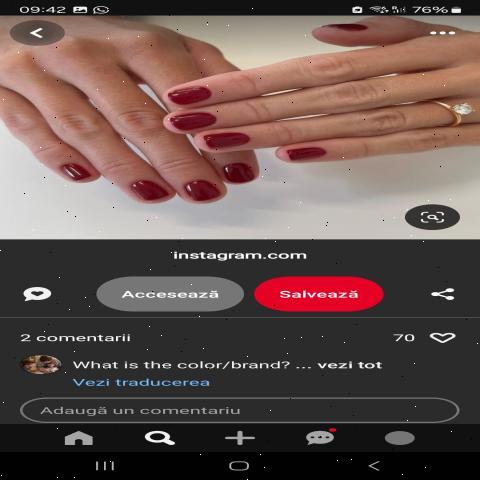 09:42
76%
instagram.com
Accesează
Salvează
2 comentarii
70
What is the color/brand? ... vezi tot
Vezi traducerea
Adaugă un comentariu